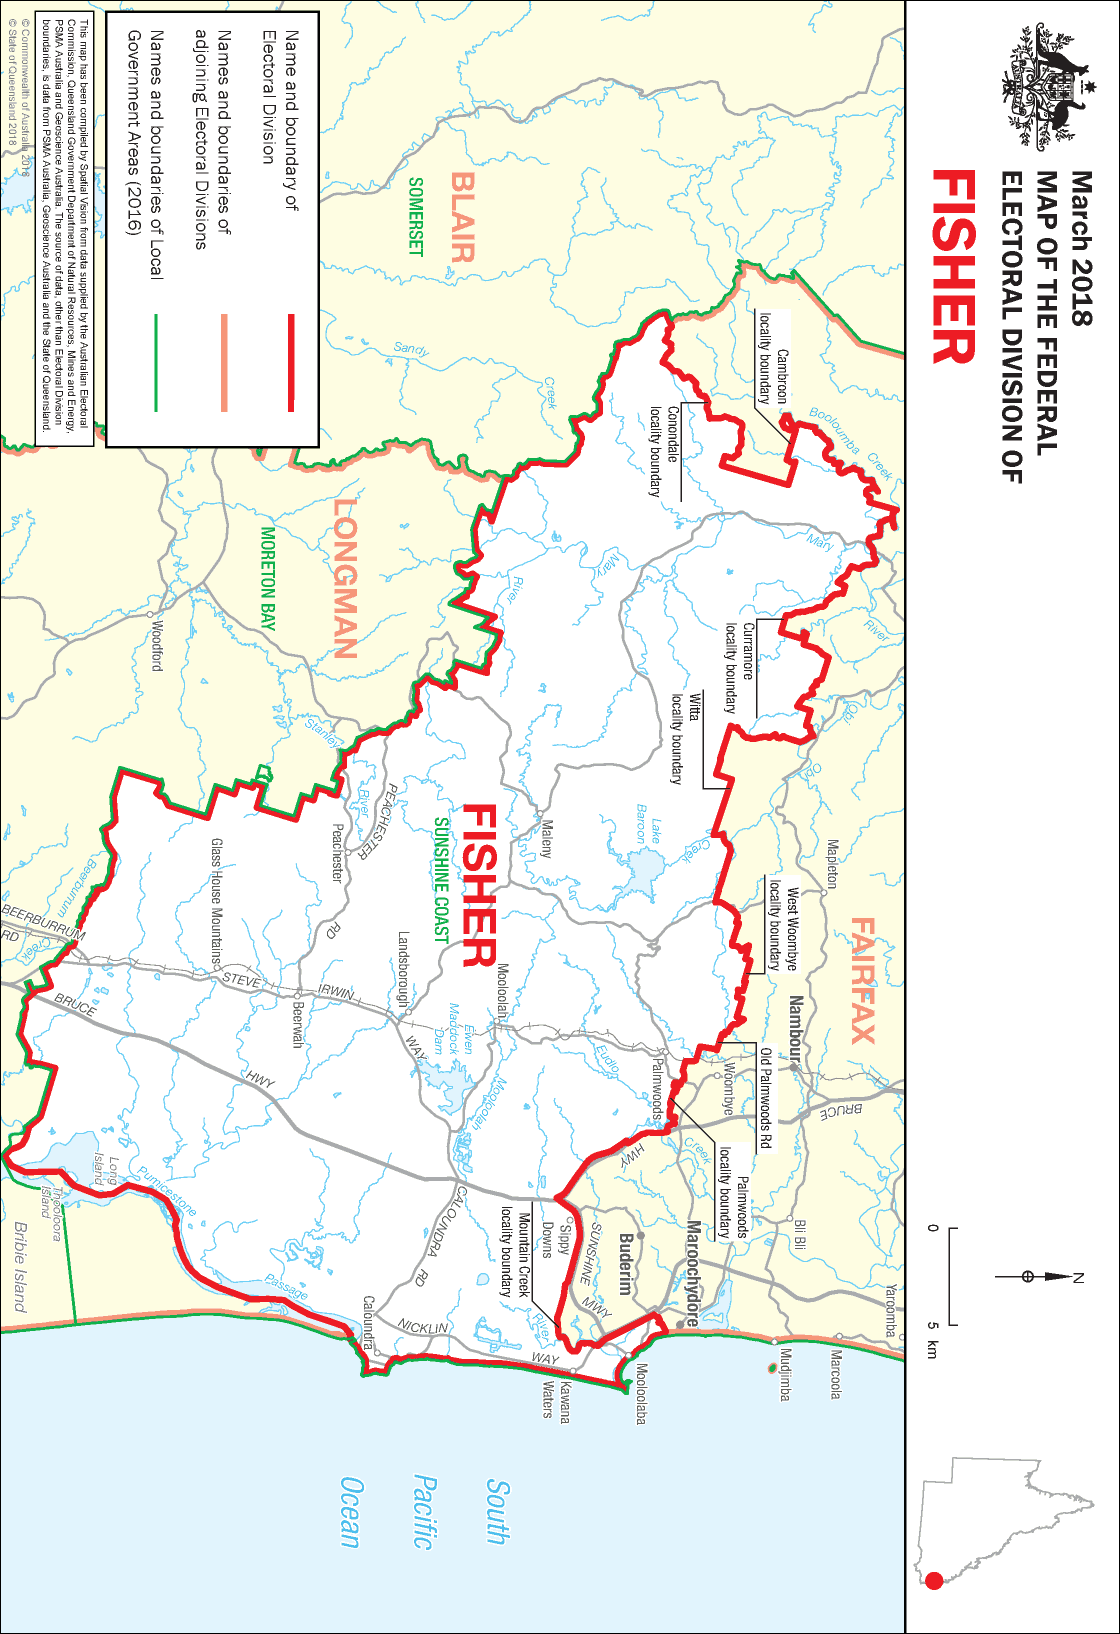 March 2018
MAP OF THE FEDERAL
ELECTORAL DIVISION OF
FISHER
0
5 km
N
BLAIR
SOMERSET
Sandy
Creek
Cambroon
locality boundary
Conondale
locality boundary
Booloumba Creek
Mary
River
Mary
River
Curramore
locality boundary
Witta
locality boundary
Obi
Obi
Creek
LONGMAN
MORETON BAY
Woodford
Stanley
River
PEACHESTER
RD
Peachester
Maleny
Lake
Baroon
FISHER
SUNSHINE COAST
Mapleton
West Woombye
locality boundary
FAIRFAX
Nambour
Old Palmwoods Rd
Woombye
BRUCE
HWY
Palmwoods
Palmwoods
locality boundary
Creek
Eudlo
Glass House Mountains
Beerburrum
Creek
BEERBURRUM
RD
STEVE
IRWIN
WAY
Beerwah
Landsborough
Mooloolah
Ewen
Maddock
Dam
Mooloolah
River
BRUCE
HWY
CALOUNDRA RD
Long
Island
Thooloora
Island
Pumicestone
Passage
Bribie Island
Caloundra
NICKLIN
WAY
Mountain Creek
locality boundary
Sippy
Downs
SUNSHINE
MWY
Buderim
Maroochydore
Bli Bli
Yaroomba
Marcoola
Mudjimba
Mooloolaba
Kawana
Waters
South
Pacific
Ocean
Name and boundary of
Electoral Division
Names and boundaries of
adjoining Electoral Divisions
Names and boundaries of Local
Government Areas (2016)
This map has been compiled by Spatial Vision from data supplied by the Australian Electoral
Commission, Queensland Government Department of Natural Resources, Mines and Energy,
PSMA Australia and Geoscience Australia. The source of data, other than Electoral Division
boundaries, is data from PSMA Australia, Geoscience Australia and the State of Queensland.
© Commonwealth of Australia 2018
© State of Queensland 2018